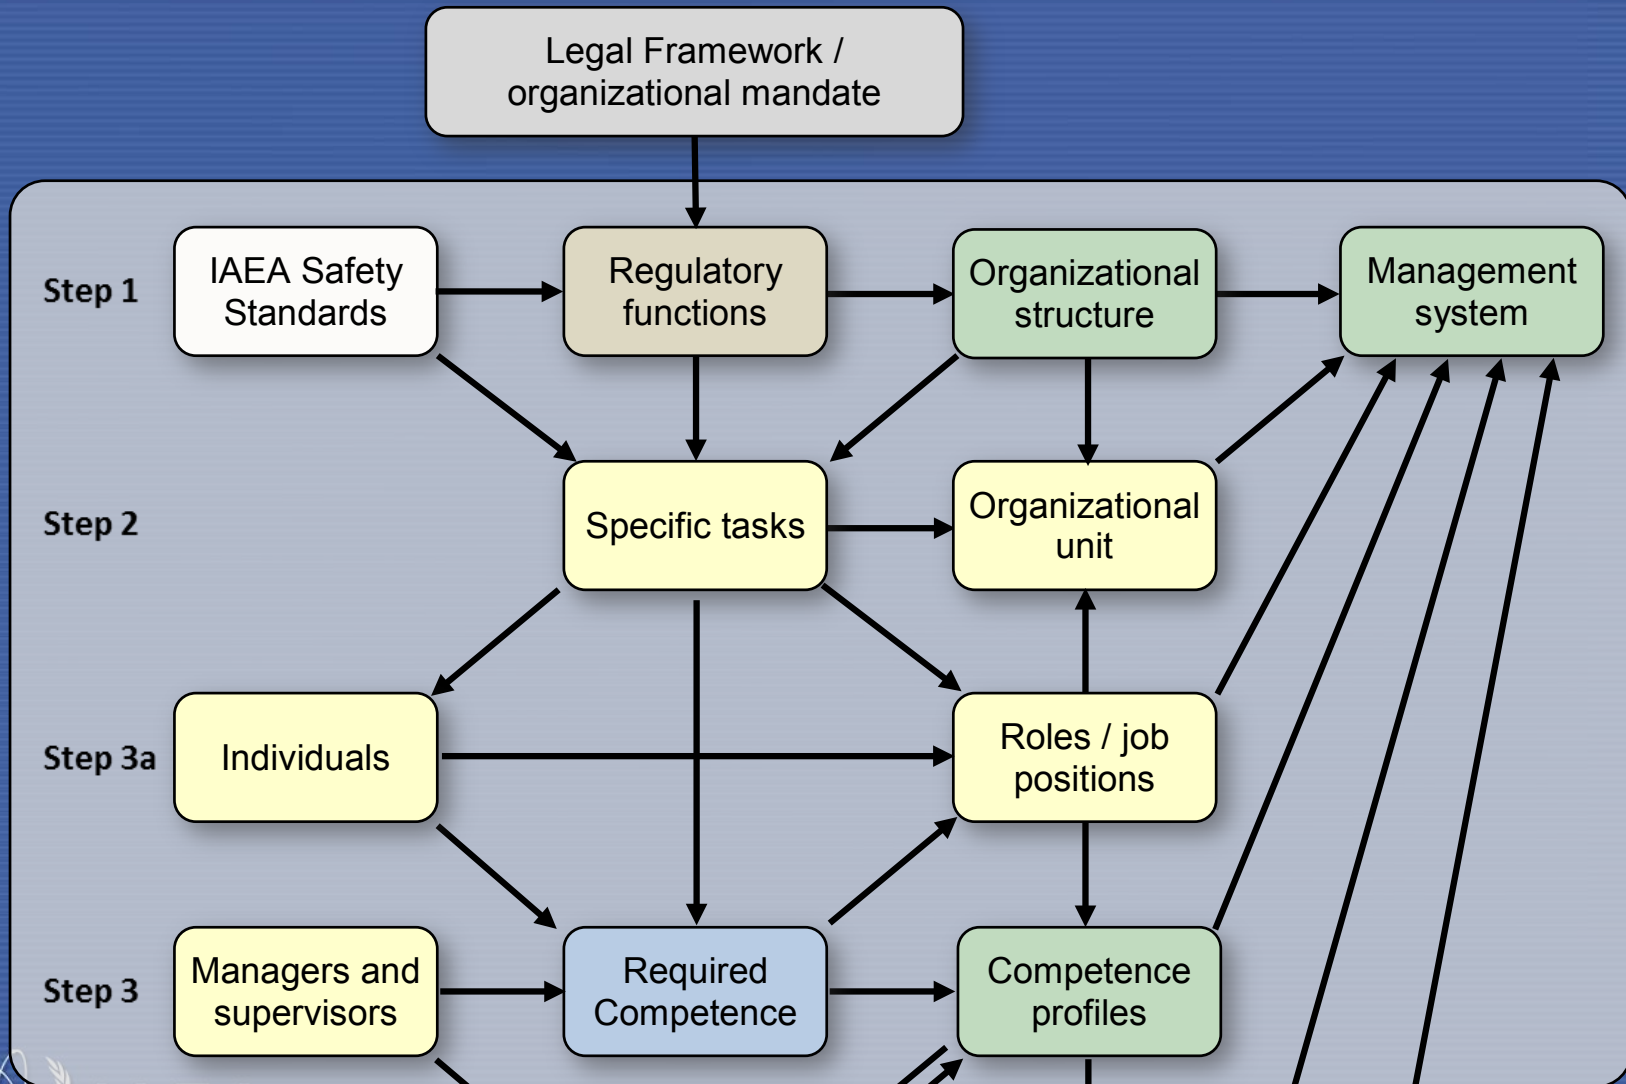 Legal Framework /
organizational mandate
Step 1
IAEA Safety
Standards
Regulatory
functions
Organizational
structure
Management
system
Step 2
Specific tasks
Organizational
unit
Step 3a
Individuals
Roles / job
positions
Step 3
Managers and
supervisors
Required
Competence
Competence
profiles